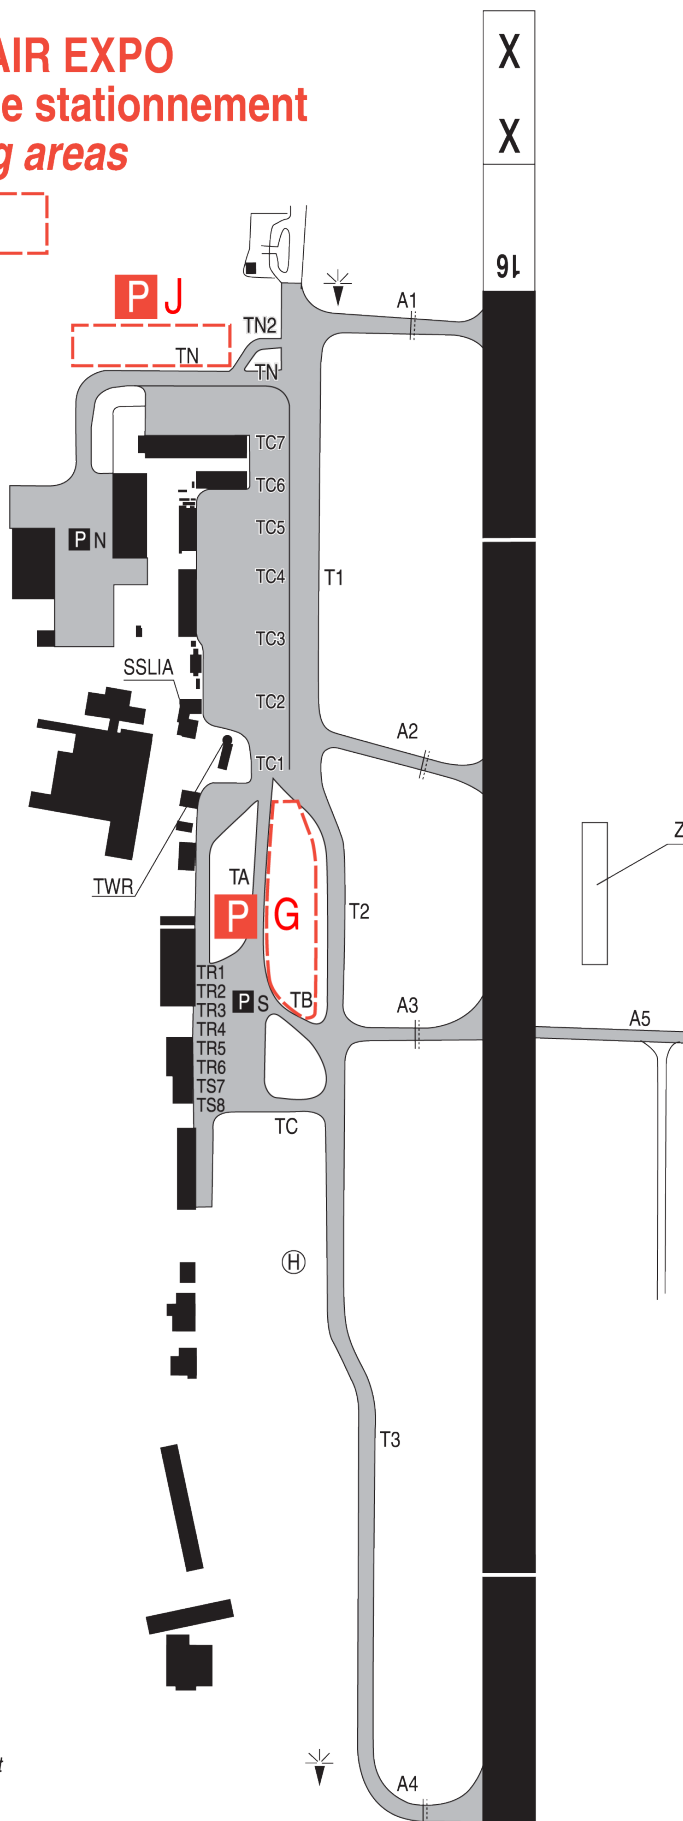 AIR EXPO
e stationnement
g areas
X
X
16
P J
A1
TN2
TN
TN
TC7
TC6
TC5
P N
TC4
T1
TC3
SSLIA
TC2
A2
TC1
Z
TA
TWR
P G
T2
TR1
TR2
P S
TB
TR3
A3
A5
TR4
TR5
TR6
TS7
TS8
TC
H
T3
t
A4